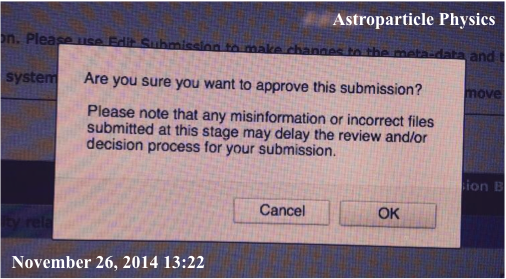 Astroparticle Physics
on. Please use Edit Submission to make changes to the meta-data and t
system
move
Are you sure you want to approve this submission?
Please note that any misinformation or incorrect files
submitted at this stage may delay the review and/or
decision process for your submission.
ion B
Cancel
OK
ity rela
November 26, 2014 13:22